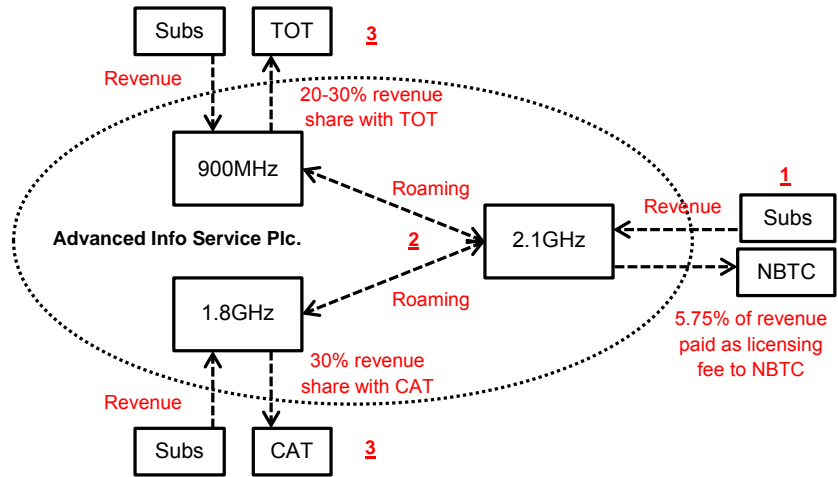 Subs
TOT
3
Revenue
20-30% revenue
share with TOT
900MHz
Roaming
1
Revenue
Subs
Advanced Info Service Plc.
2
2.1GHz
NBTC
Roaming
1.8GHz
5.75% of revenue
paid as licensing
fee to NBTC
30% revenue
share with CAT
Revenue
Subs
CAT
3